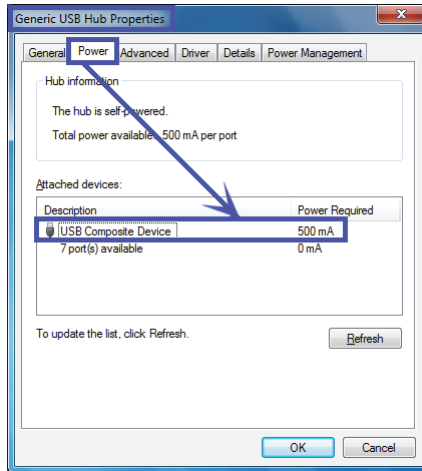 Generic USB Hub Properties
General Power Advanced Driver Details Power Management
Hub information
The hub is self-powered.
Total power available: 500 mA per port
Attached devices:
Description Power Required
USB Composite Device 500 mA
7 port(s) available 0 mA
To update the list, click Refresh. Refresh
OK Cancel